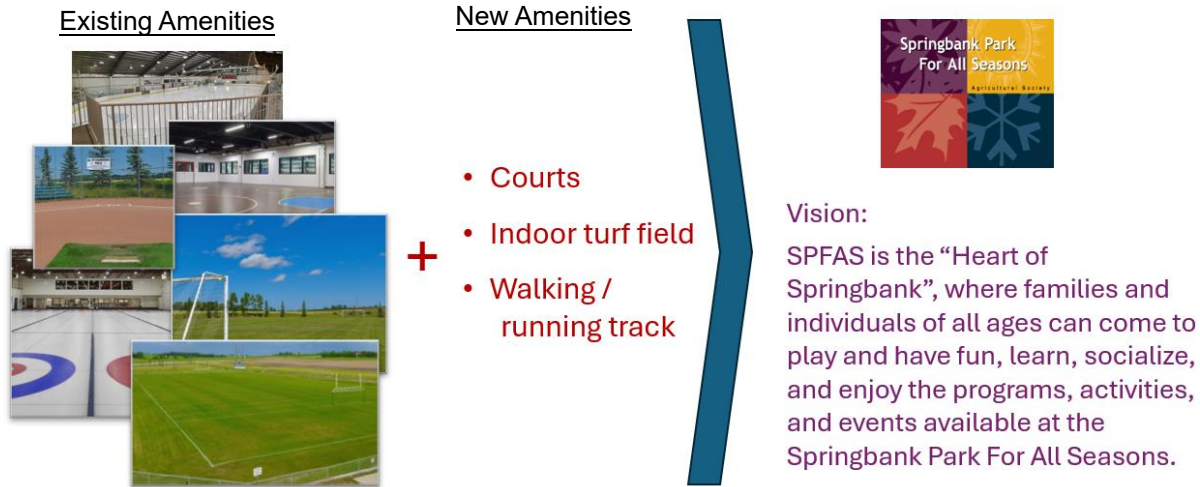 Existing Amenities
New Amenities
+
• Courts
• Indoor turf field
• Walking /
running track
Springbank Park
For All Seasons
Agricultural Society
Vision:
SPFAS is the “Heart of
Springbank”, where families and
individuals of all ages can come to
play and have fun, learn, socialize,
and enjoy the programs, activities,
and events available at the
Springbank Park For All Seasons.